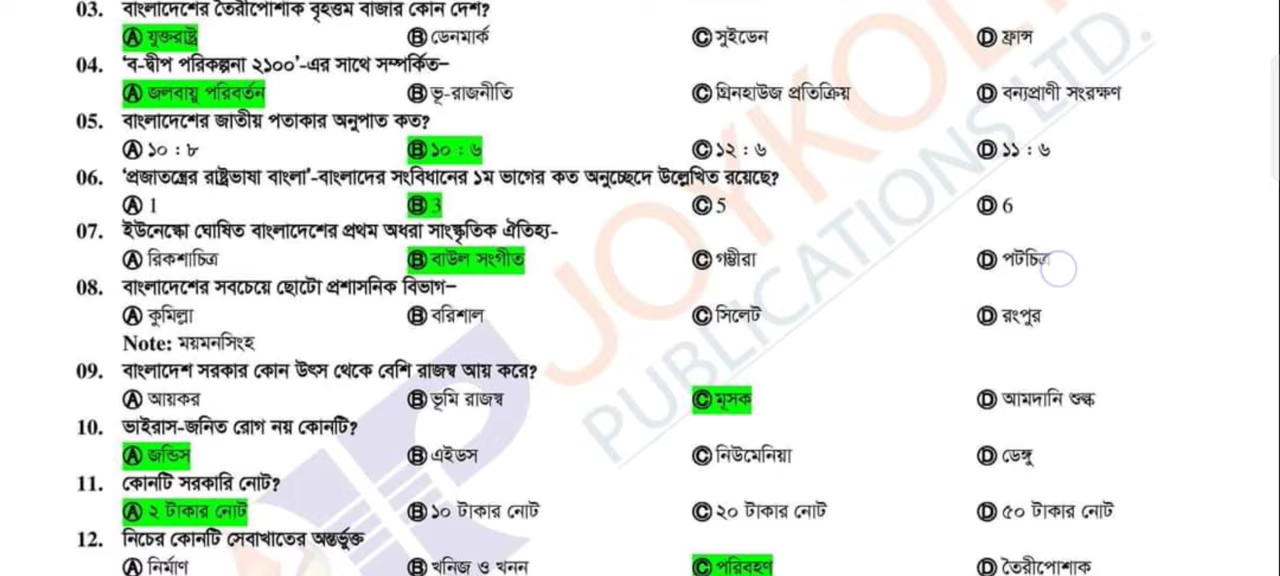 03. বাংলাদেশের তৈরীপোশাক বৃহত্তম বাজার কোন দেশ?
Ⓐ যুক্তরাষ্ট্র Ⓑ ডেনমার্ক Ⓒ সুইডেন Ⓓ ফ্রান্স
04. ‘ব-দ্বীপ পরিকল্পনা ২১০০’-এর সাথে সম্পর্কিত–
Ⓐ জলবায়ু পরিবর্তন Ⓑ ভূ-রাজনীতি Ⓒ গ্রিনহাউজ প্রতিক্রিয় Ⓓ বন্যপ্রাণী সংরক্ষণ
05. বাংলাদেশের জাতীয় পতাকার অনুপাত কত?
Ⓐ ১০ : ৮ Ⓑ ১০ : ৬ Ⓒ ১২ : ৬ Ⓓ ১১ : ৬
06. ‘প্রজাতন্ত্রের রাষ্ট্রভাষা বাংলা’-বাংলাদের সংবিধানের ১ম ভাগের কত অনুচ্ছেদে উল্লেখিত রয়েছে?
Ⓐ 1 Ⓑ 3 Ⓒ 5 Ⓓ 6
07. ইউনেস্কো ঘোষিত বাংলাদেশের প্রথম অধরা সাংস্কৃতিক ঐতিহ্য-
Ⓐ রিকশাচিত্র Ⓑ বাউল সংগীত Ⓒ গম্ভীরা Ⓓ পটচিত্র
08. বাংলাদেশের সবচেয়ে ছোটো প্রশাসনিক বিভাগ–
Ⓐ কুমিল্লা Ⓑ বরিশাল Ⓒ সিলেট Ⓓ রংপুর
Note: ময়মনসিংহ
09. বাংলাদেশ সরকার কোন উৎস থেকে বেশি রাজস্ব আয় করে?
Ⓐ আয়কর Ⓑ ভূমি রাজস্ব Ⓒ মূসক Ⓓ আমদানি শুল্ক
10. ভাইরাস-জনিত রোগ নয় কোনটি?
Ⓐ জন্ডিস Ⓑ এইডস Ⓒ নিউমেনিয়া Ⓓ ডেঙ্গু
11. কোনটি সরকারি নোট?
Ⓐ ২ টাকার নোট Ⓑ ১০ টাকার নোট Ⓒ ২০ টাকার নোট Ⓓ ৫০ টাকার নোট
12. নিচের কোনটি সেবাখাতের অন্তর্ভুক্ত
Ⓐ নির্মাণ Ⓑ খনিজ ও খনন Ⓒ পরিবহণ Ⓓ তৈরীপোশাক
JOYKOL
PUBLICATIONS LTD.